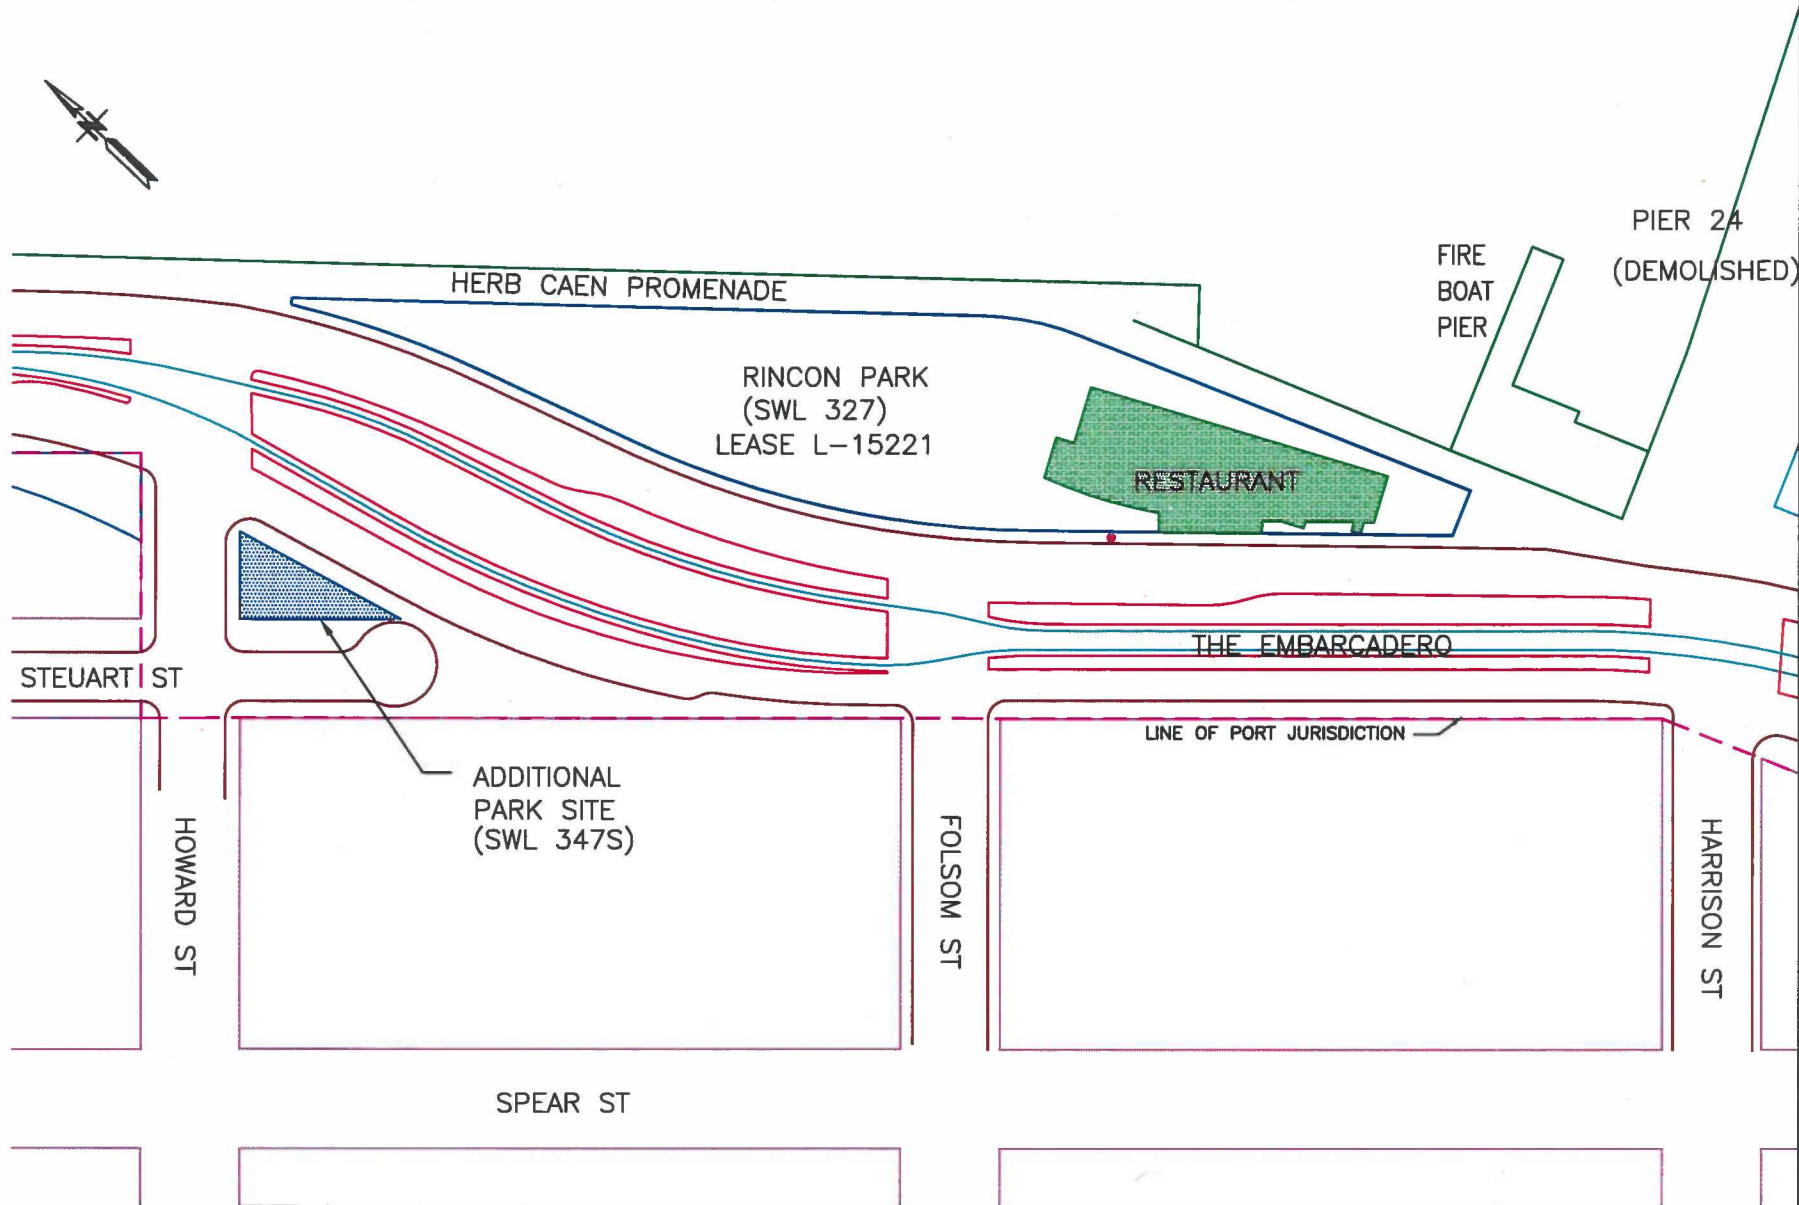 PIER 24
(DEMOLISHED)
FIRE
BOAT
PIER
HERB CAEN PROMENADE
RINCON PARK
(SWL 327)
LEASE L-15221
RESTAURANT
THE EMBARCADERO
STEUART ST
LINE OF PORT JURISDICTION
ADDITIONAL
PARK SITE
(SWL 347S)
HOWARD ST
FOLSOM ST
HARRISON ST
SPEAR ST